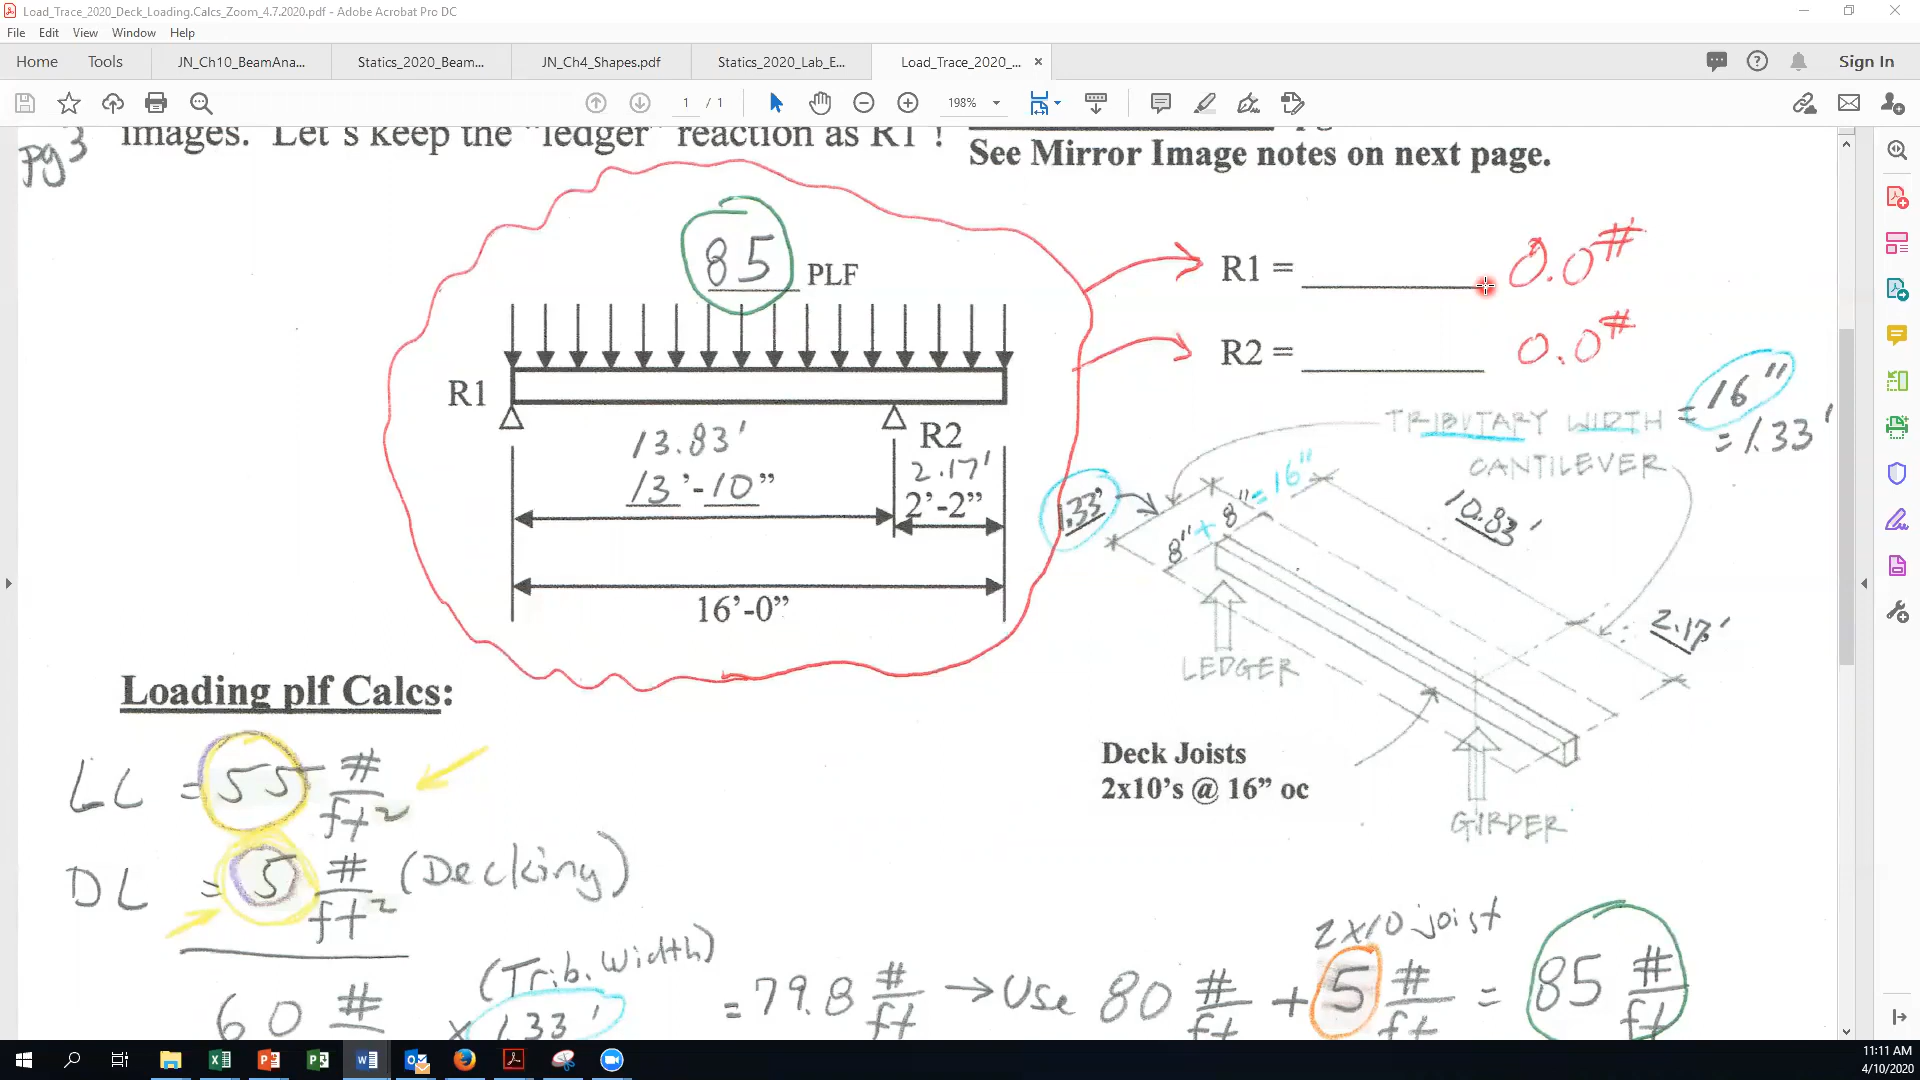 Load_Trace_2020_Deck_Loading.Calcs_Zoom_4.7.2020.pdf - Adobe Acrobat Pro DC
File Edit View Window Help
Home Tools JN_Ch10_BeamAna... Statics_2020_Beam... JN_Ch4_Shapes.pdf Statics_2020_Lab_E... Load_Trace_2020_... × Sign In
1 / 1 198%
pg 3
images. Let's keep the "ledger" reaction as R1 !
See Mirror Image notes on next page.
85 PLF
R1 = ________ 0.0#
R2 = ________ 0.0#
R1
R2
13.83'
13'-10"
2.17'
2'-2"
16'-0"
TRIBUTARY WIDTH = 16"
= 1.33'
CANTILEVER
1.33'
8" + 8" = 16"
10.83'
2.17'
LEDGER
Deck Joists
2x10's @ 16" oc
GIRDER
Loading plf Calcs:
LL = 55 #/ft²
DL = 5 #/ft² (Decking)
60 #
(Trib. Width)
x 1.33'
= 79.8 #/ft → Use 80 #/ft + 5 #/ft = 85 #/ft
2x10 joist
11:11 AM
4/10/2020